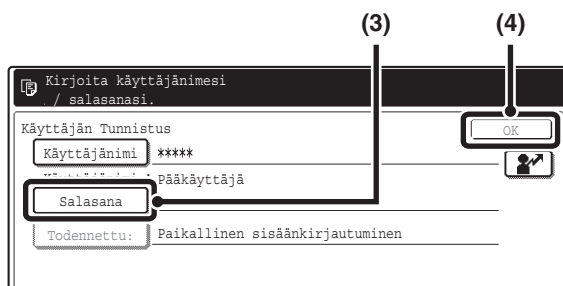 (3) (4)
Kirjoita käyttäjänimesi
/ salasanasi.
Käyttäjän Tunnistus
OK
Käyttäjänimi *****
Pääkäyttäjä
Salasana
Todennettu: Paikallinen sisäänkirjautuminen